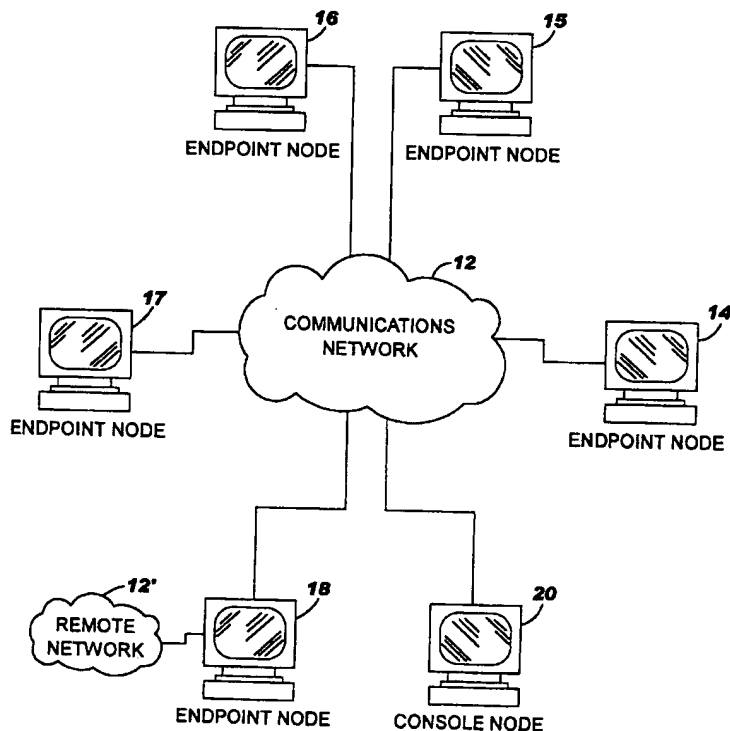 16
15
ENDPOINT NODE
ENDPOINT NODE
12
COMMUNICATIONS
NETWORK
17
14
ENDPOINT NODE
ENDPOINT NODE
12'
REMOTE
NETWORK
18
20
ENDPOINT NODE
CONSOLE NODE